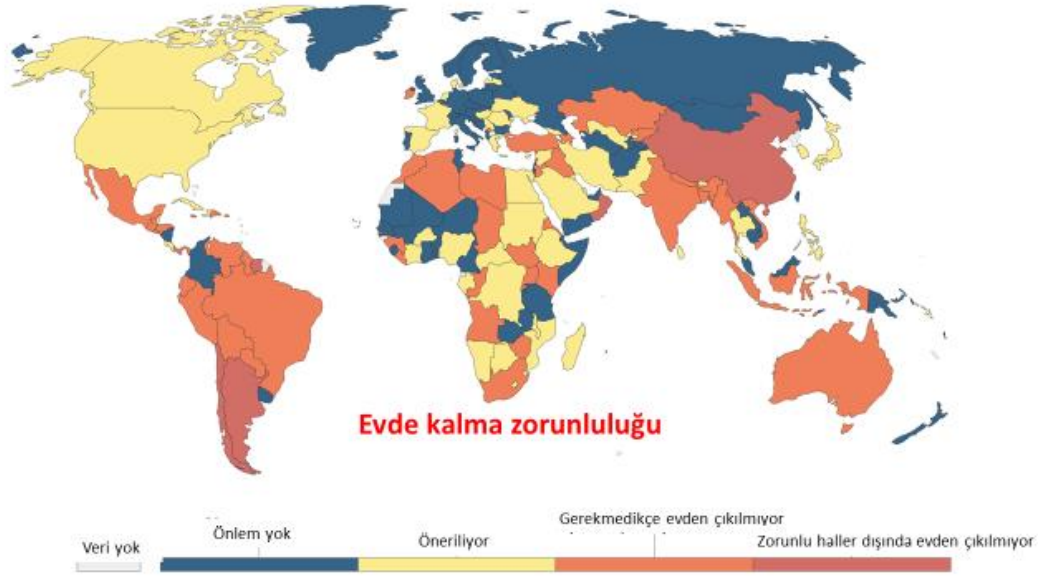 Evde kalma zorunluluğu
Veri yok
Önlem yok
Öneriliyor
Gerekmedikçe evden çıkılmıyor
Zorunlu haller dışında evden çıkılmıyor